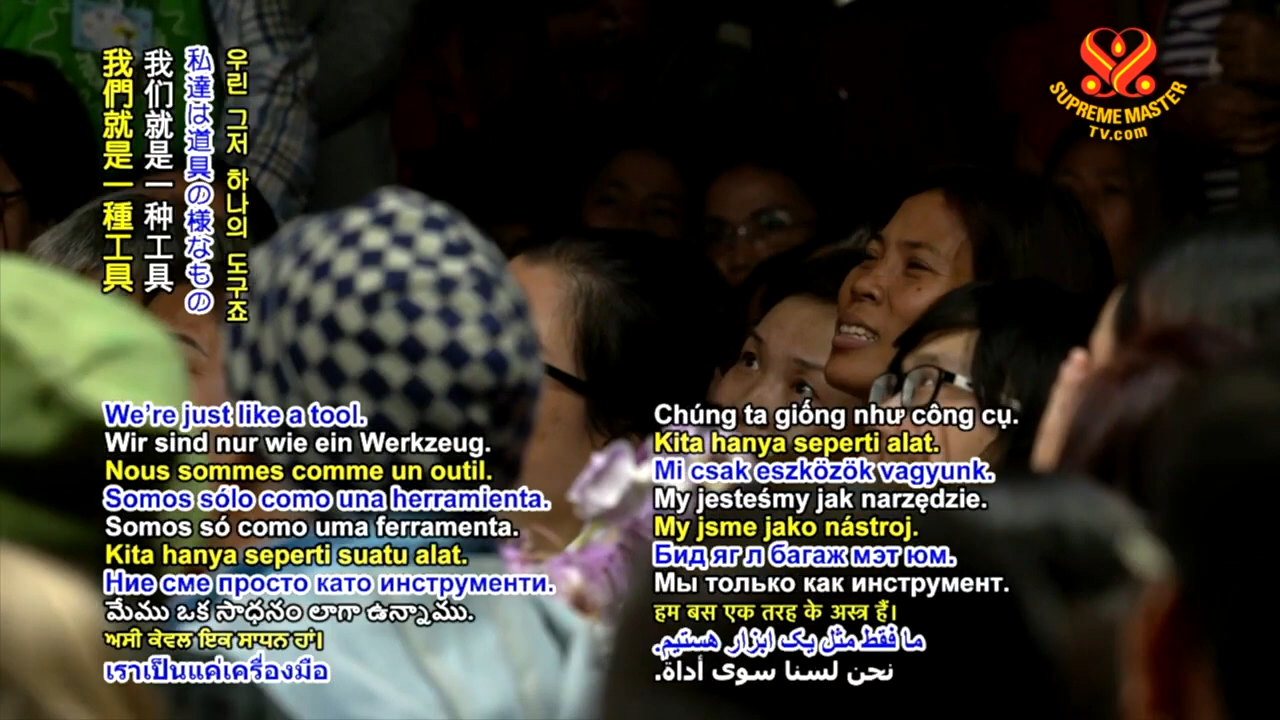 我們就是一種工具
我们就是一种工具
私達は道具の様なもの
우린 그저 하나의 도구죠
SUPREME MASTER
TV.com
We're just like a tool.
Wir sind nur wie ein Werkzeug.
Nous sommes comme un outil.
Somos sólo como una herramienta.
Somos só como uma ferramenta.
Kita hanya seperti suatu alat.
Ние сме просто като инструменти.
మేము ఒక సాధనం లాగా ఉన్నాము.
ਅਸੀ ਕੇਵਲ ਇਕ ਸਾਧਨ ਹਾਂ।
เราเป็นแค่เครื่องมือ
Chúng ta giống như công cụ.
Kita hanya seperti alat.
Mi csak eszközök vagyunk.
My jesteśmy jak narzędzie.
My jsme jako nástroj.
Бид яг л багаж мэт юм.
Мы только как инструмент.
हम बस एक तरह के अस्त्र हैं।
ما فقط مثل یک ابزار هستیم.
نحن لسنا سوى أداة.